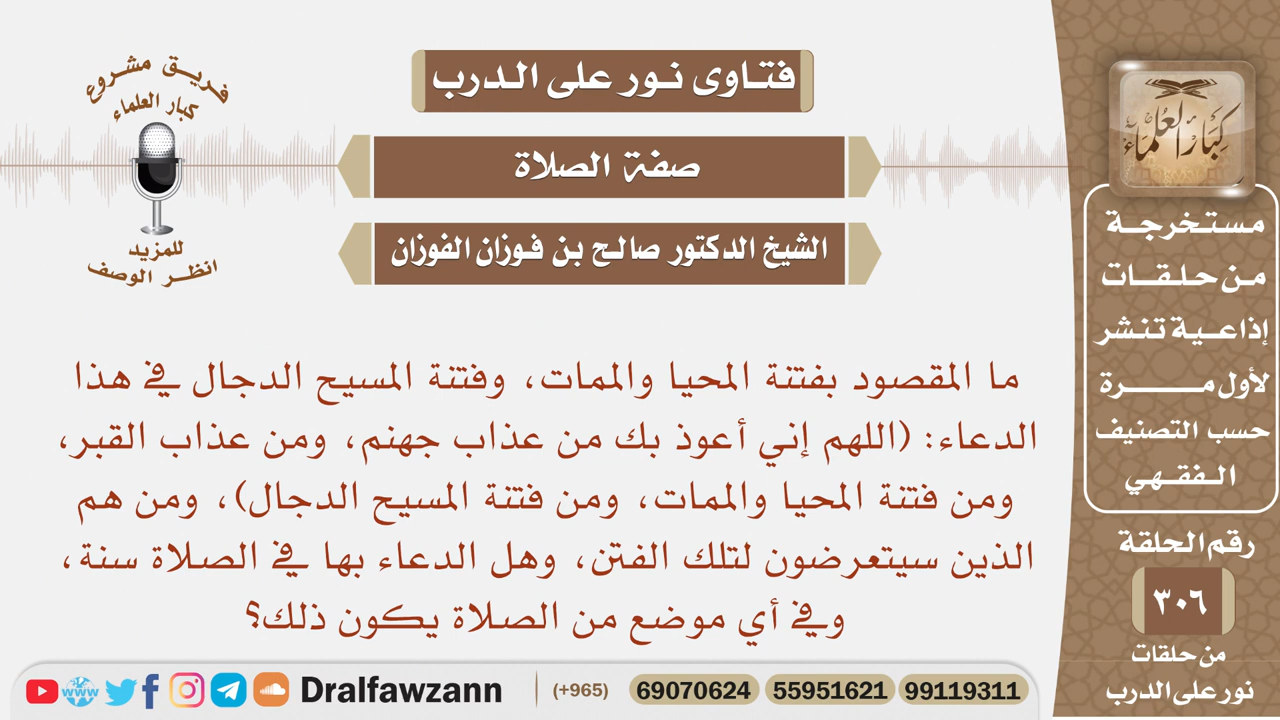 فتاوى نور على الدرب
صفة الصلاة
الشيخ الدكتور صالح بن فوزان الفوزان
فريق مشروع
كبار العلماء
للمزيد
انظر الوصف
ما المقصود بفتنة المحيا والممات، وفتنة المسيح الدجال في هذا
الدعاء: (اللهم إني أعوذ بك من عذاب جهنم، ومن عذاب القبر،
ومن فتنة المحيا والممات، ومن فتنة المسيح الدجال)، ومن هم
الذين سيتعرضون لتلك الفتن، وهل الدعاء بها في الصلاة سنة،
وفي أي موضع من الصلاة يكون ذلك؟
كبار العلماء
مستخرجة
من حلقات
إذاعية تنشر
لأول مرة
حسب التصنيف
الفقهي
رقم الحلقة
٣٠٦
من حلقات
نور على الدرب
www Dralfawzann (+965) 69070624 55951621 99119311